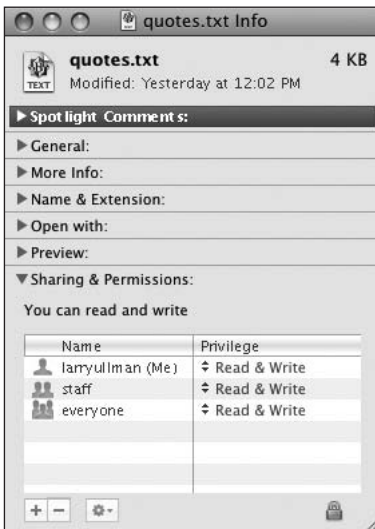 quotes.txt Info
quotes.txt 4 KB
Modified: Yesterday at 12:02 PM
TEXT
Spotlight Comments:
General:
More Info:
Name & Extension:
Open with:
Preview:
Sharing & Permissions:
You can read and write
Name Privilege
larryullman (Me) Read & Write
staff Read & Write
everyone Read & Write